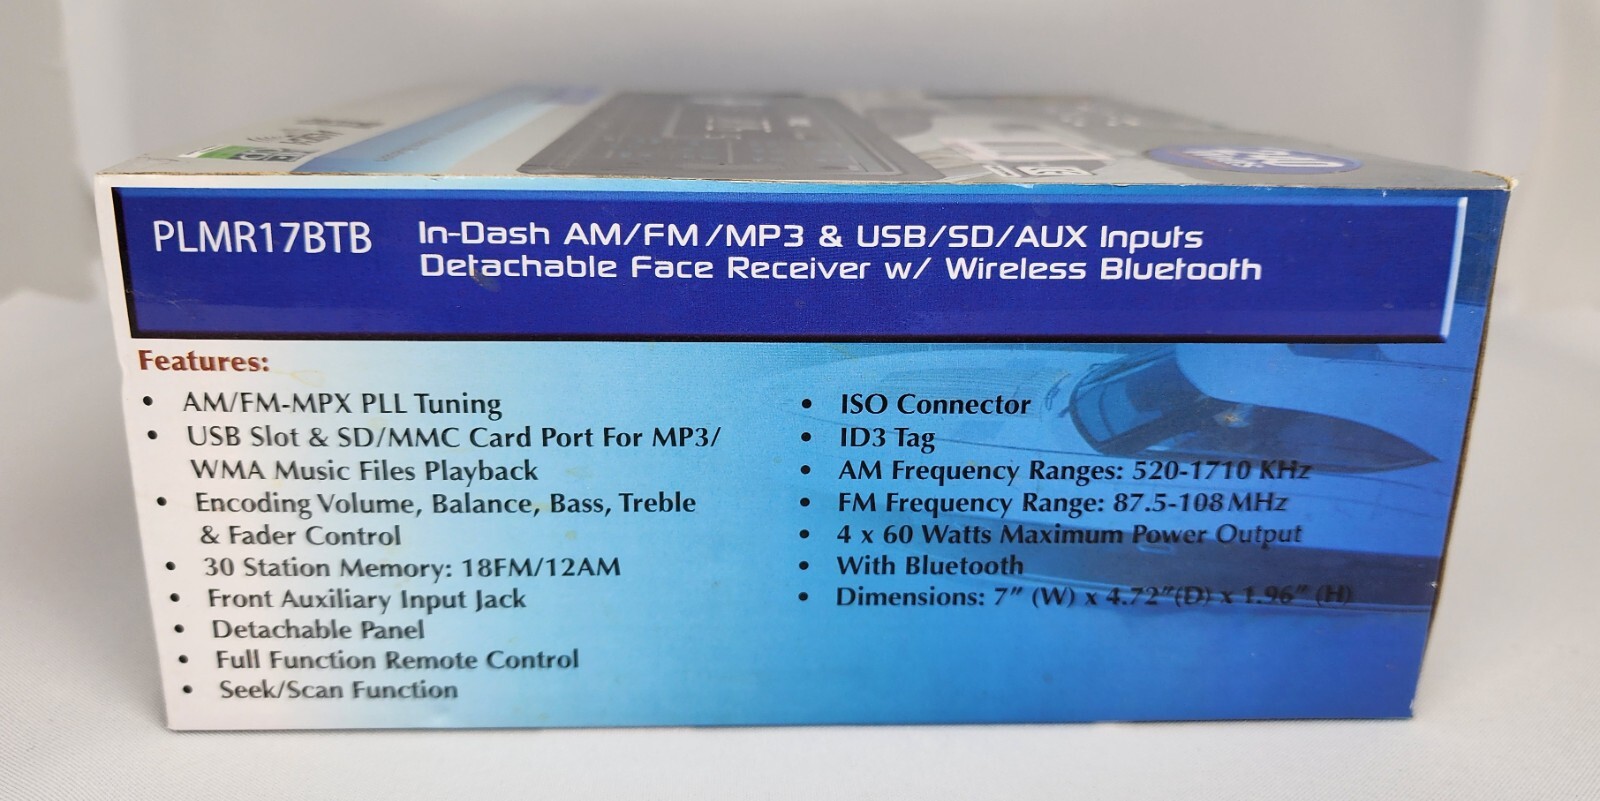 PLMR17BTB
In-Dash AM/FM/MP3 & USB/SD/AUX Inputs
Detachable Face Receiver w/ Wireless Bluetooth
Features:
• AM/FM-MPX PLL Tuning
• USB Slot & SD/MMC Card Port For MP3/
WMA Music Files Playback
• Encoding Volume, Balance, Bass, Treble
& Fader Control
• 30 Station Memory: 18FM/12AM
• Front Auxiliary Input Jack
• Detachable Panel
• Full Function Remote Control
• Seek/Scan Function
• ISO Connector
• ID3 Tag
• AM Frequency Ranges: 520-1710 KHz
• FM Frequency Range: 87.5-108 MHz
• 4 x 60 Watts Maximum Power Output
• With Bluetooth
• Dimensions: 7" (W) x 4.72"(D) x 1.96" (H)